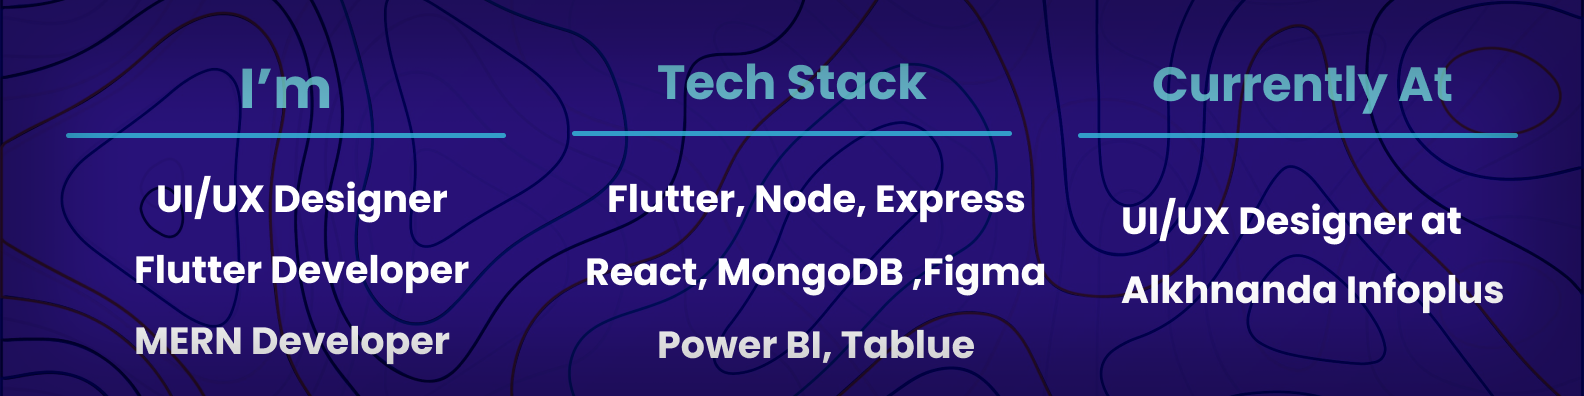 I'm
UI/UX Designer
Flutter Developer
MERN Developer
Tech Stack
Flutter, Node, Express
React, MongoDB ,Figma
Power BI, Tablue
Currently At
UI/UX Designer at
Alkhnanda Infoplus